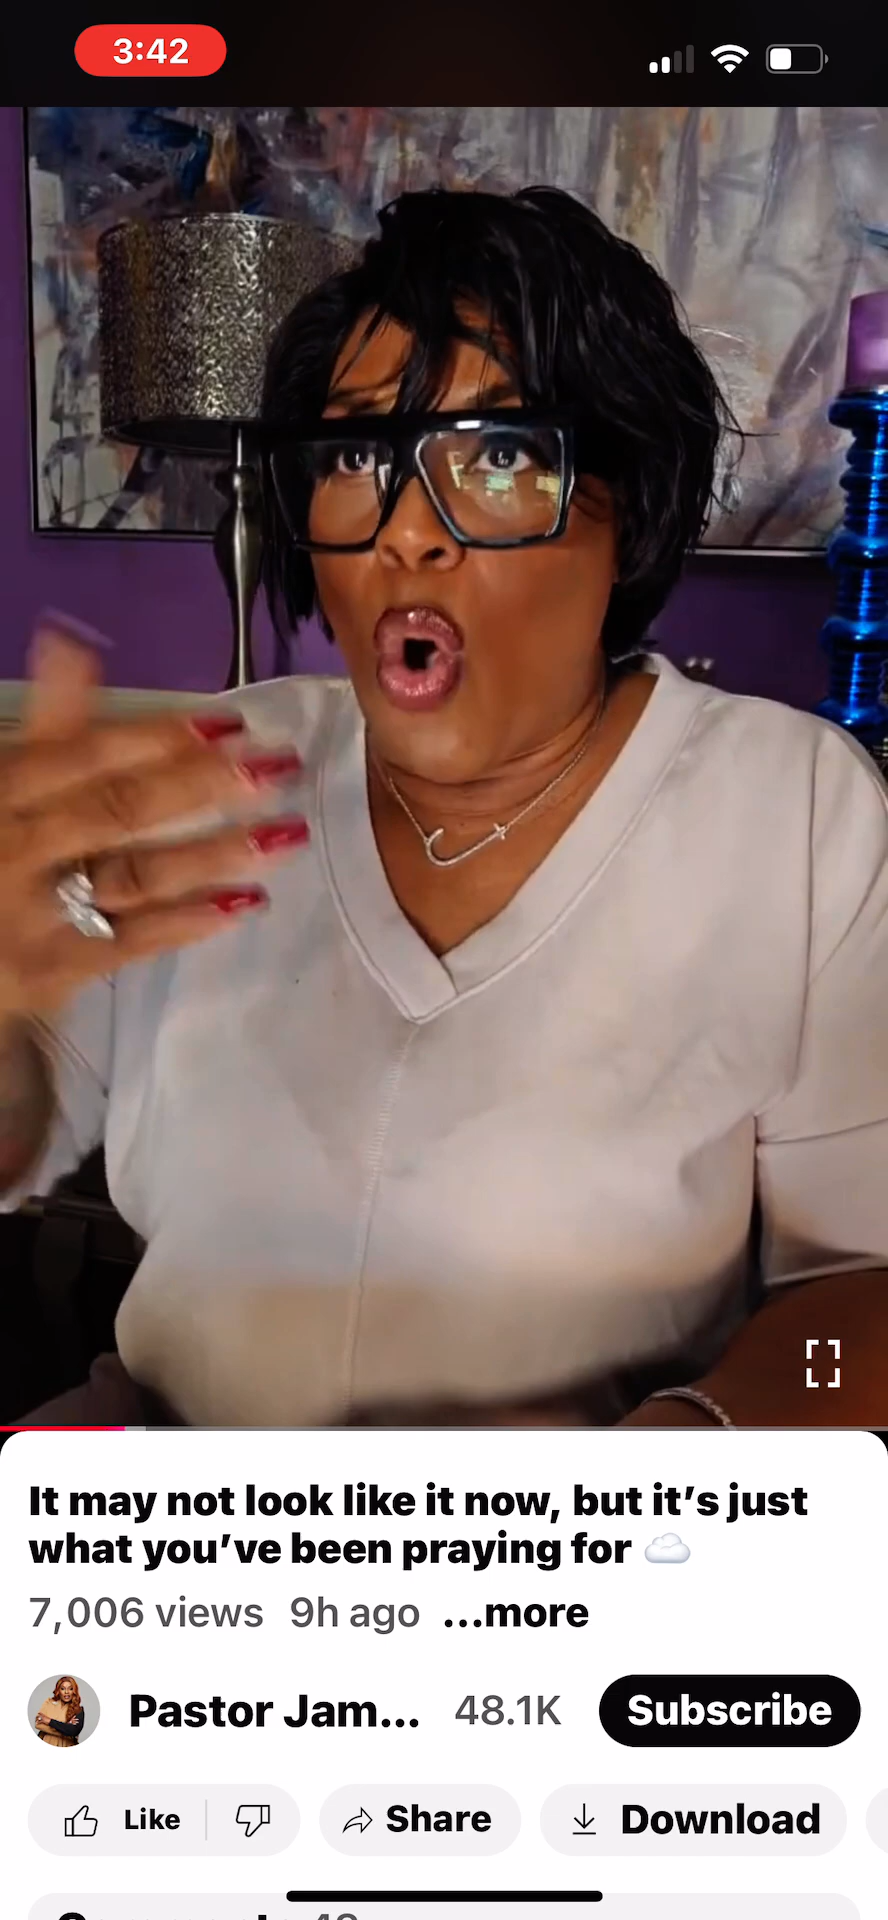 3:42
It may not look like it now, but it's just
what you've been praying for
7,006 views 9h ago ...more
Pastor Jam... 48.1K Subscribe
Like Share Download